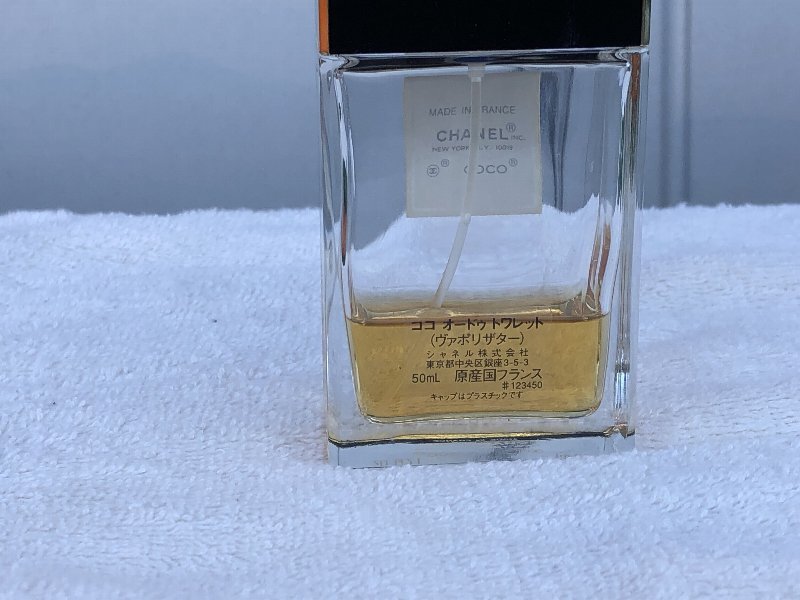 MADE IN FRANCE
CHANEL® INC.
NEW YORK N.Y. 10019
® COCO®
ココ オードゥ トワレット
(ヴァポリザター)
シャネル株式会社
東京都中央区銀座3-5-3
50mL 原産国フランス
#123450
キャップはプラスチックです